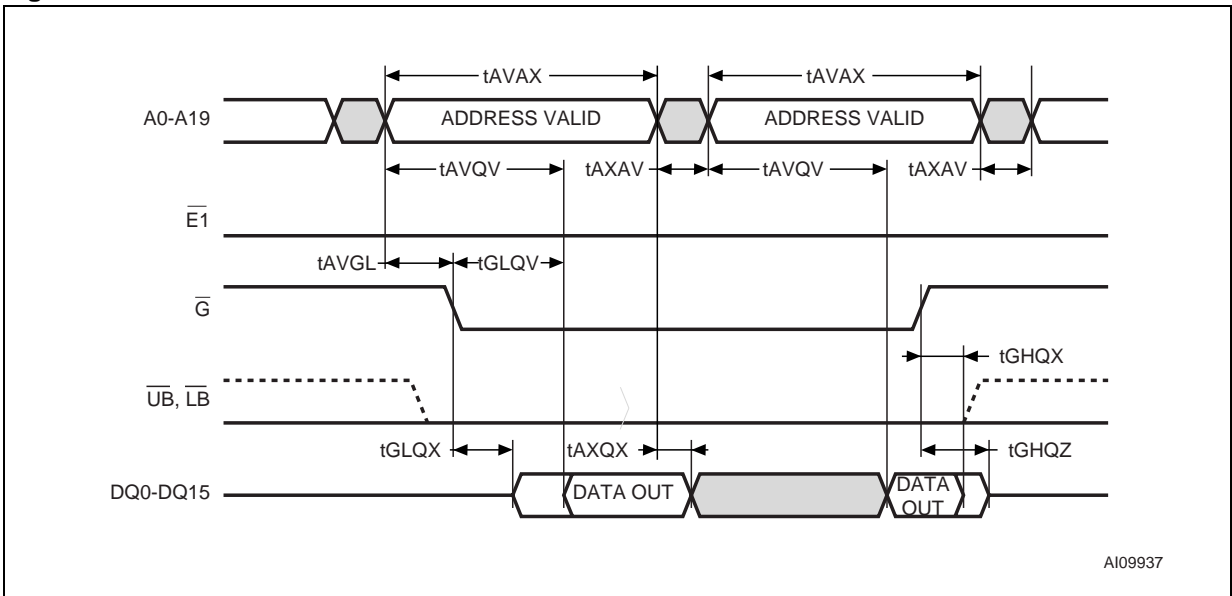 tAVAX tAVAX
A0-A19 ADDRESS VALID ADDRESS VALID
tAVQV tAXAV tAVQV tAXAV
E1
tAVGL tGLQV
G
tGHQX
UB, LB
tGLQX tAXQX tGHQZ
DQ0-DQ15 DATA OUT DATA OUT
AI09937